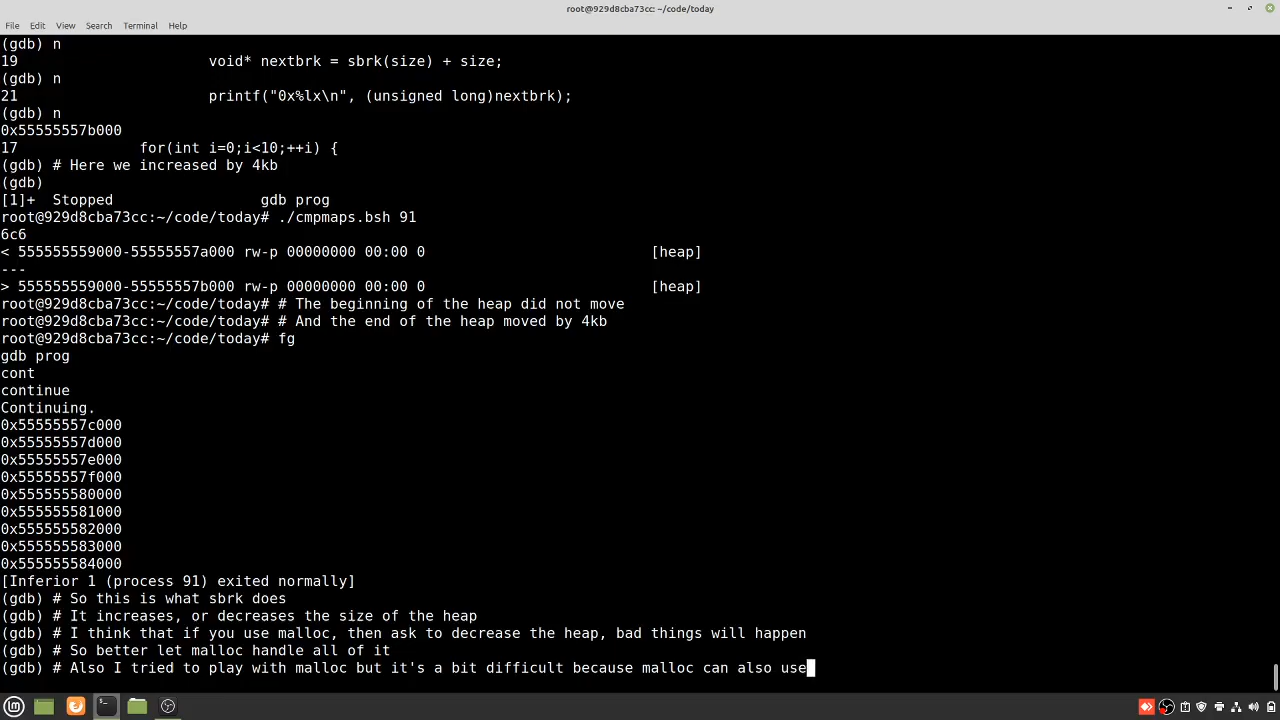 root@929d8cba73cc: ~/code/today
File Edit View Search Terminal Help
(gdb) n
19                      void* nextbrk = sbrk(size) + size;
(gdb) n
21                      printf("0x%lx\n", (unsigned long)nextbrk);
(gdb) n
0x55555557b000
17              for(int i=0;i<10;++i) {
(gdb) # Here we increased by 4kb
(gdb)
[1]+  Stopped                 gdb prog
root@929d8cba73cc:~/code/today# ./cmpmaps.bsh 91
6c6
< 555555559000-55555557a000 rw-p 00000000 00:00 0                          [heap]
---
> 555555559000-55555557b000 rw-p 00000000 00:00 0                          [heap]
root@929d8cba73cc:~/code/today# # The beginning of the heap did not move
root@929d8cba73cc:~/code/today# # And the end of the heap moved by 4kb
root@929d8cba73cc:~/code/today# fg
gdb prog
cont
continue
Continuing.
0x55555557c000
0x55555557d000
0x55555557e000
0x55555557f000
0x555555580000
0x555555581000
0x555555582000
0x555555583000
0x555555584000
[Inferior 1 (process 91) exited normally]
(gdb) # So this is what sbrk does
(gdb) # It increases, or decreases the size of the heap
(gdb) # I think that if you use malloc, then ask to decrease the heap, bad things will happen
(gdb) # So better let malloc handle all of it
(gdb) # Also I tried to play with malloc but it's a bit difficult because malloc can also use